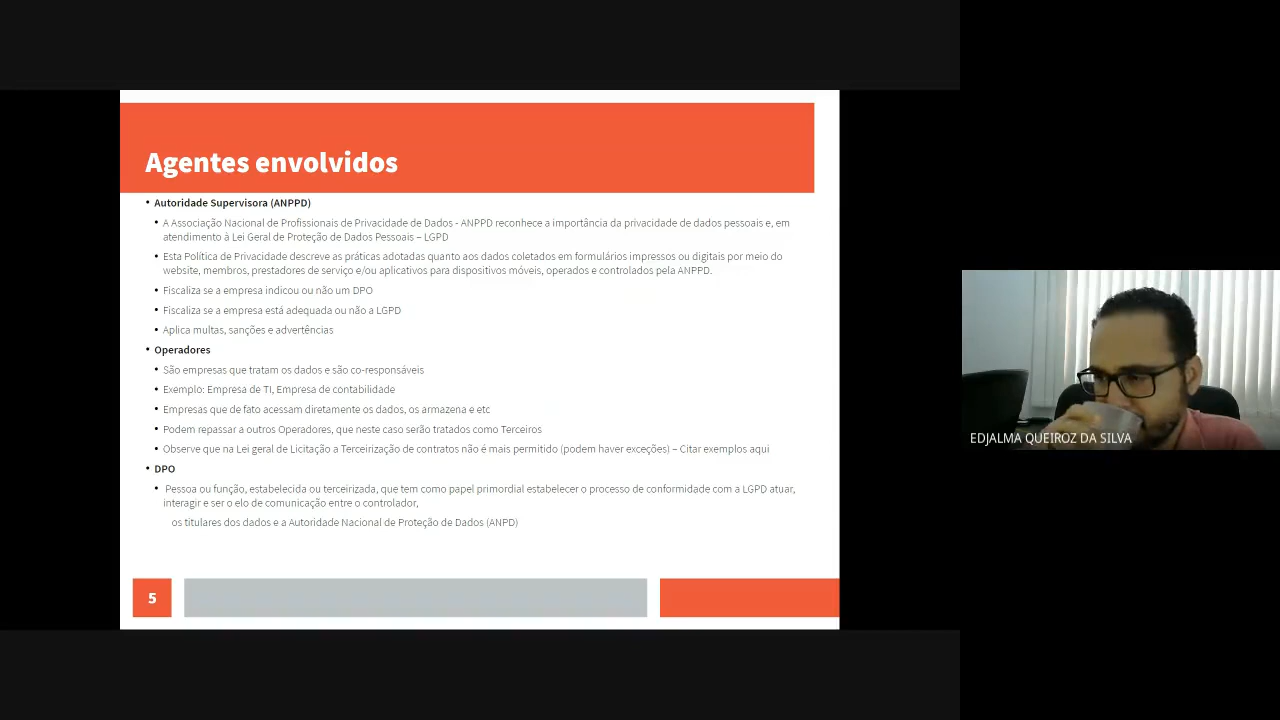 Agentes envolvidos
• Autoridade Supervisora (ANPPD)
• A Associação Nacional de Profissionais de Privacidade de Dados - ANPPD reconhece a importância da privacidade de dados pessoais e, em
atendimento à Lei Geral de Proteção de Dados Pessoais – LGPD
• Esta Política de Privacidade descreve as práticas adotadas quanto aos dados coletados em formulários impressos ou digitais por meio do
website, membros, prestadores de serviço e/ou aplicativos para dispositivos móveis, operados e controlados pela ANPPD.
• Fiscaliza se a empresa indicou ou não um DPO
• Fiscaliza se a empresa está adequada ou não a LGPD
• Aplica multas, sanções e advertências
• Operadores
• São empresas que tratam os dados e são co-responsáveis
• Exemplo: Empresa de TI, Empresa de contabilidade
• Empresas que de fato acessam diretamente os dados, os armazena e etc
• Podem repassar a outros Operadores, que neste caso serão tratados como Terceiros
• Observe que na Lei geral de Licitação a Terceirização de contratos não é mais permitido (podem haver exceções) – Citar exemplos aqui
• DPO
• Pessoa ou função, estabelecida ou terceirizada, que tem como papel primordial estabelecer o processo de conformidade com a LGPD atuar,
interagir e ser o elo de comunicação entre o controlador,
os titulares dos dados e a Autoridade Nacional de Proteção de Dados (ANPD)
5
EDJALMA QUEIROZ DA SILVA